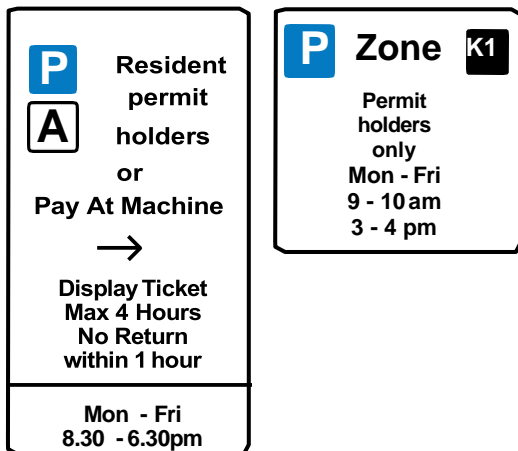 P Resident
permit
A holders
or
Pay At Machine
→
Display Ticket
Max 4 Hours
No Return
within 1 hour
Mon - Fri
8.30 - 6.30pm
P Zone K1
Permit
holders
only
Mon - Fri
9 - 10 am
3 - 4 pm